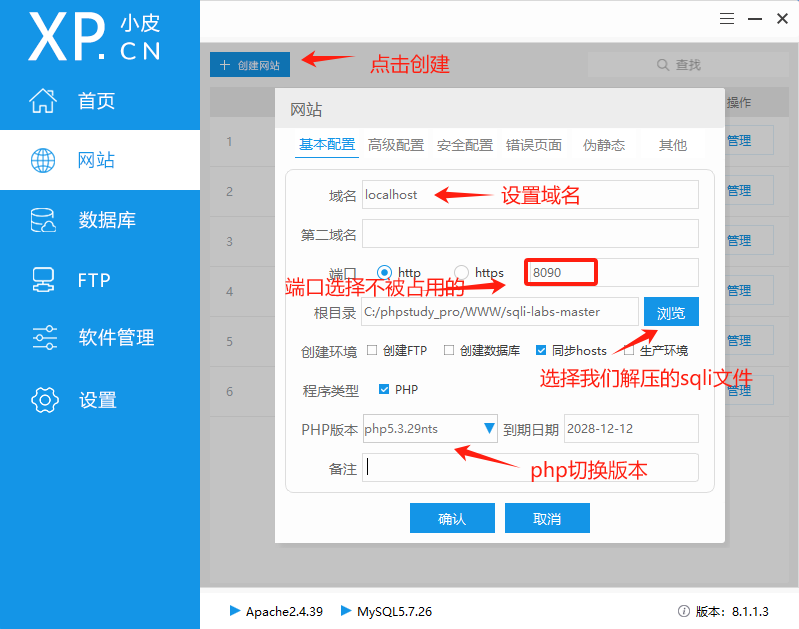 XP.CN 小皮
+ 创建网站
点击创建
查找
首页
网站
数据库
FTP
软件管理
设置
操作
1 管理
2 管理
3 管理
4 管理
5 管理
6 管理
网站
基本配置 高级配置 安全配置 错误页面 伪静态 其他
域名 localhost
设置域名
第二域名
端口 http https 8090
端口选择不被占用的
根目录 C:/phpstudy_pro/WWW/sqli-labs-master 浏览
创建环境 创建FTP 创建数据库 同步hosts 生产环境
选择我们解压的sqli文件
程序类型 PHP
PHP版本 php5.3.29nts 到期日期 2028-12-12
php切换版本
备注
确认 取消
Apache2.4.39 MySQL5.7.26 版本：8.1.1.3